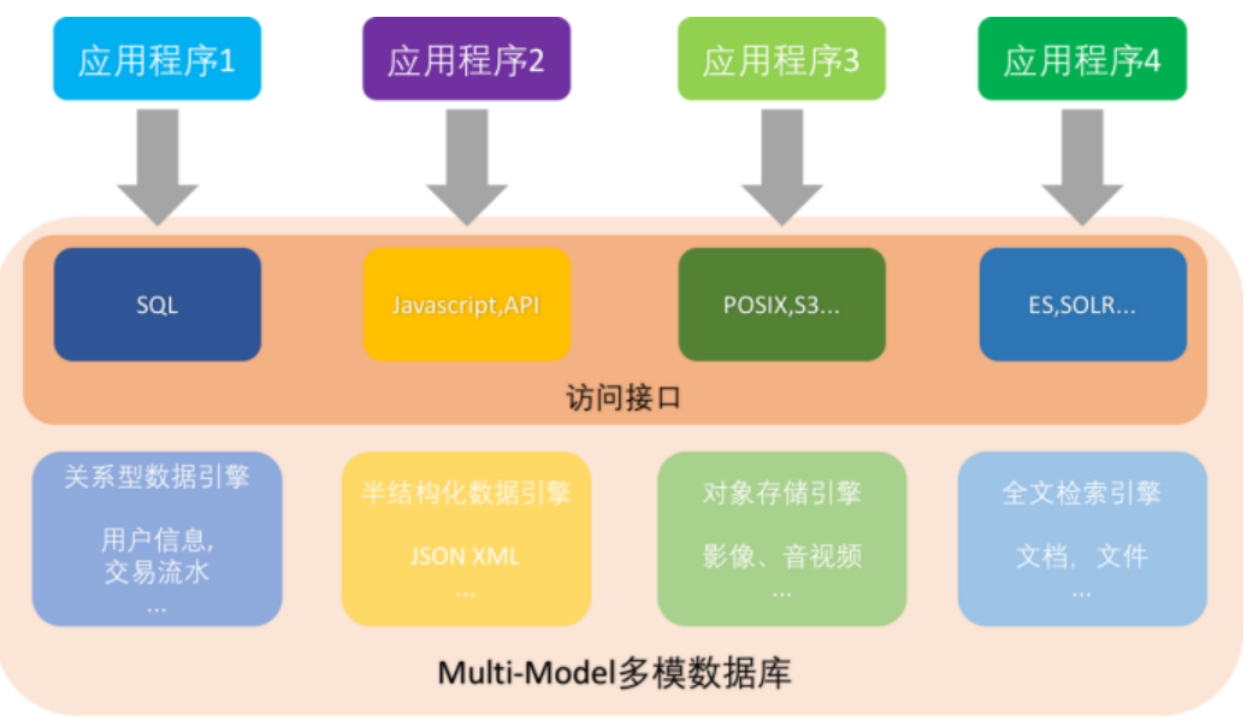 应用程序1
应用程序2
应用程序3
应用程序4
SQL
Javascript,API
POSIX,S3...
ES,SOLR...
访问接口
关系型数据引擎
用户信息,
交易流水
...
半结构化数据引擎
JSON XML
...
对象存储引擎
影像、音视频
...
全文检索引擎
文档，文件
...
Multi-Model多模数据库